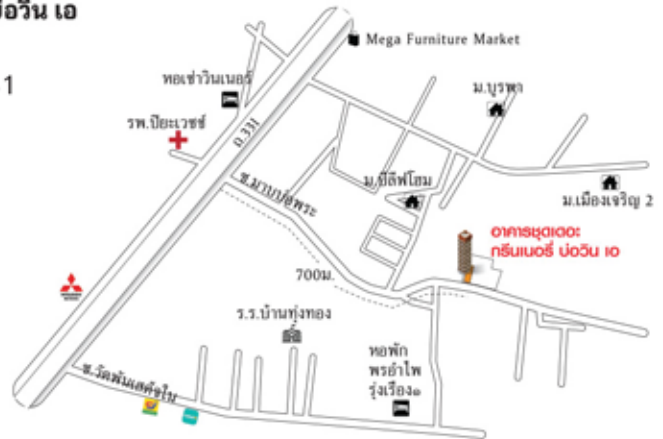 บ่อวิน เอ
1
Mega Furniture Market
หอเช่าวินเนอร์
ม.บูรพา
รพ.ปิยะเวชช์
ถ.331
ซ.มาบบ่งพระ
ม.บีลีฟโฮม
ม.เมืองเจริญ 2
อาคารชุดเดอะ
กรีนเนอรี่ บ่อวิน เอ
700ม.
ร.ร.บ้านทุ่งทอง
หอพัก
พรอำไพ
รุ่งเรือง๑
ซ.วัดพันเสด็จใน